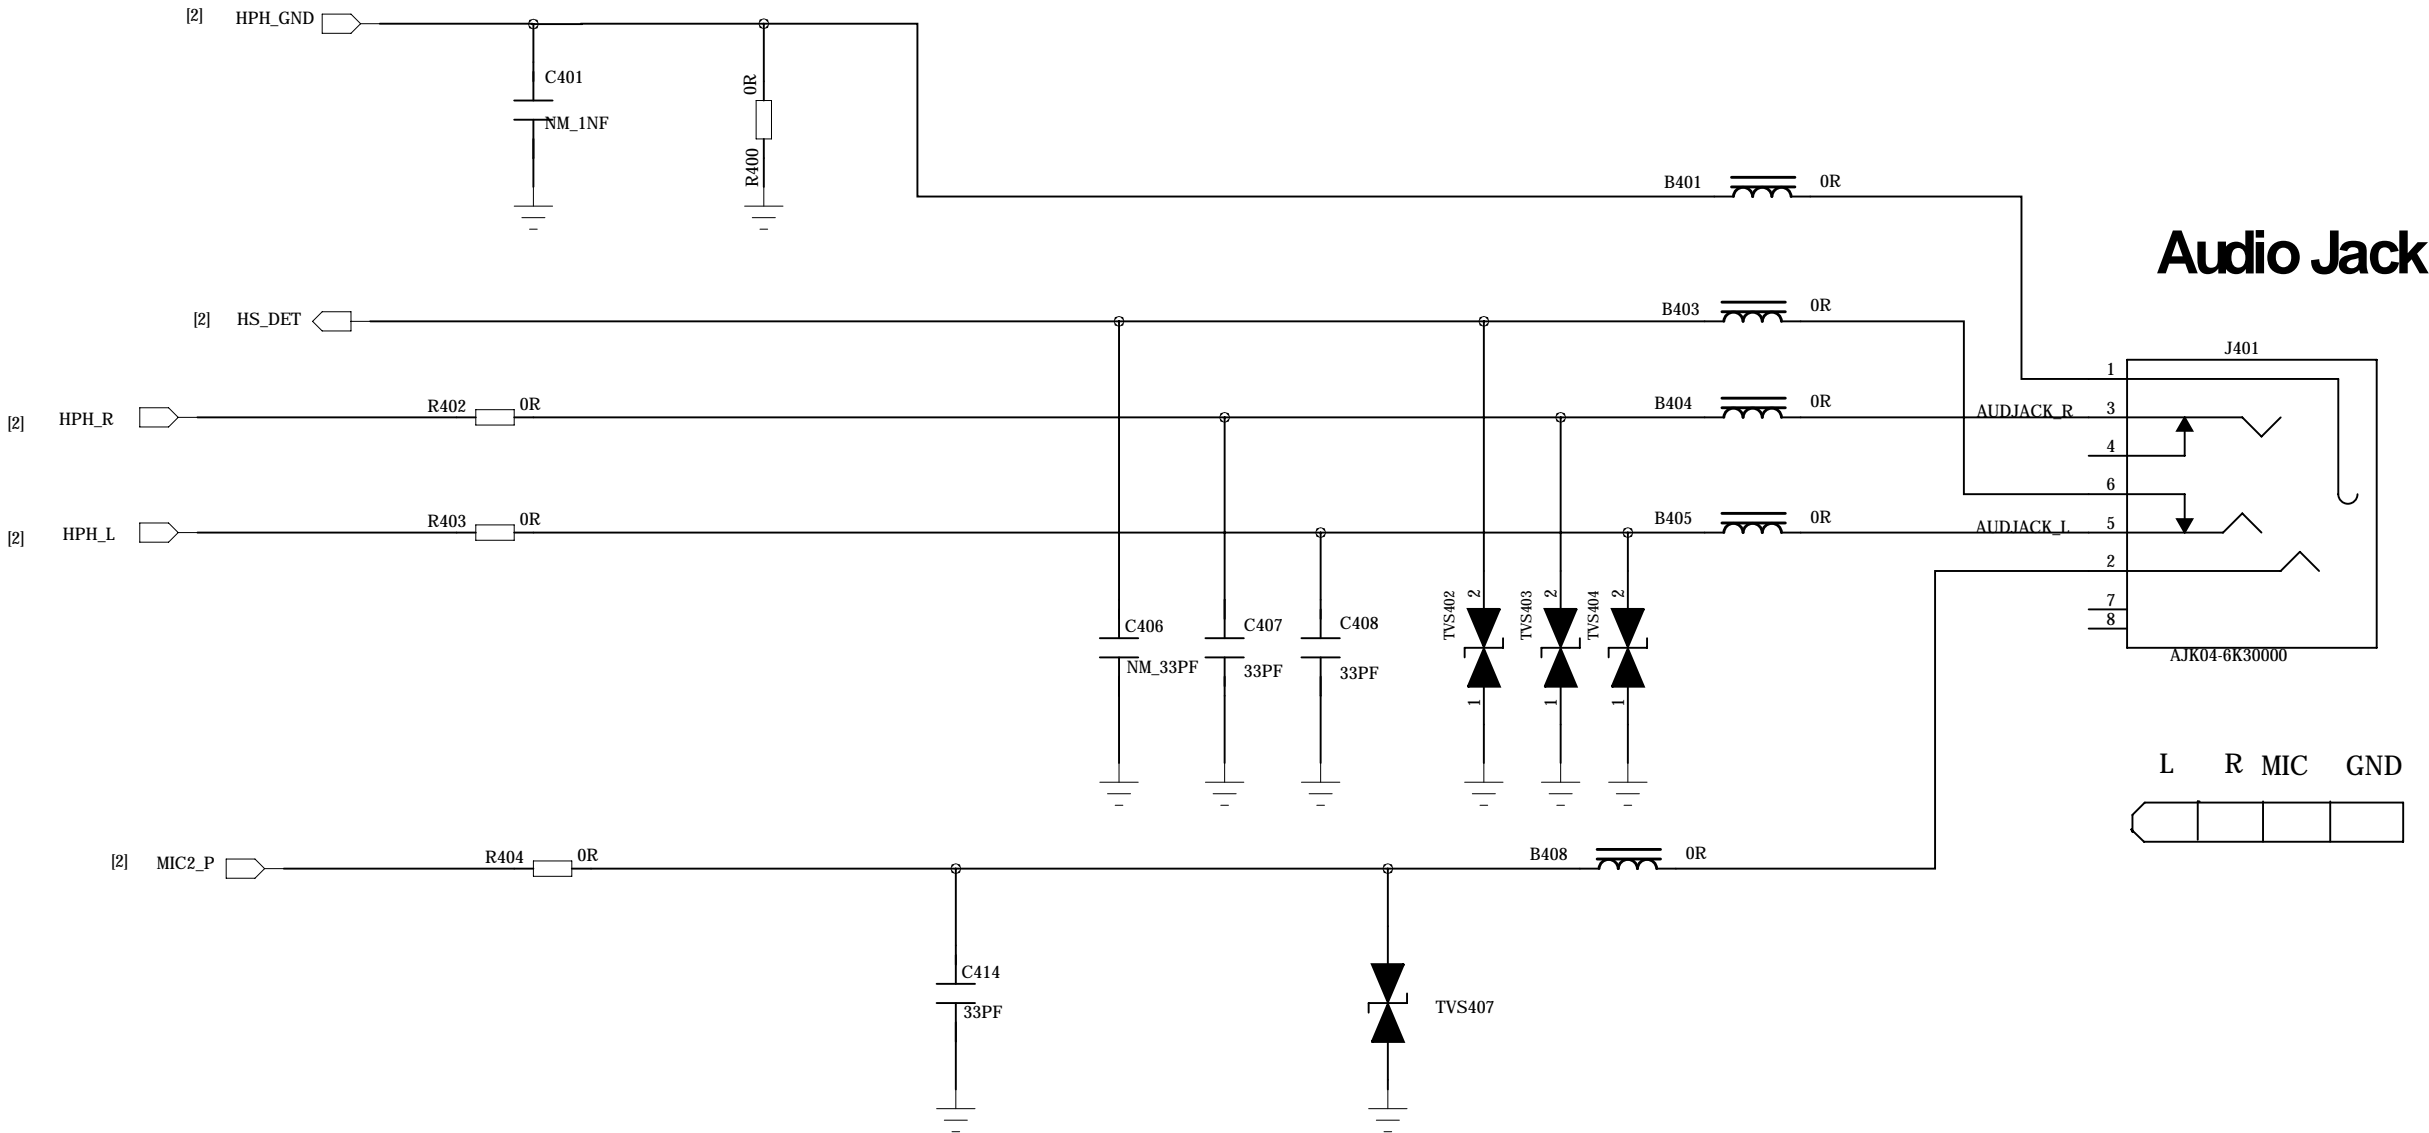 [2] HPH_GND
C401
NM_1NF
0R
R400
B401 0R
Audio Jack
[2] HS_DET
B403 0R
J401
1
[2] HPH_R
R402 0R
B404 0R
AUDJACK_R 3
4
6
[2] HPH_L
R403 0R
B405 0R
AUDJACK_L 5
2
7
8
AJK04-6K30000
C406
NM_33PF
C407
33PF
C408
33PF
TVS402 2
1
TVS403 2
1
TVS404 2
1
L R MIC GND
[2] MIC2_P
R404 0R
B408 0R
C414
33PF
TVS407